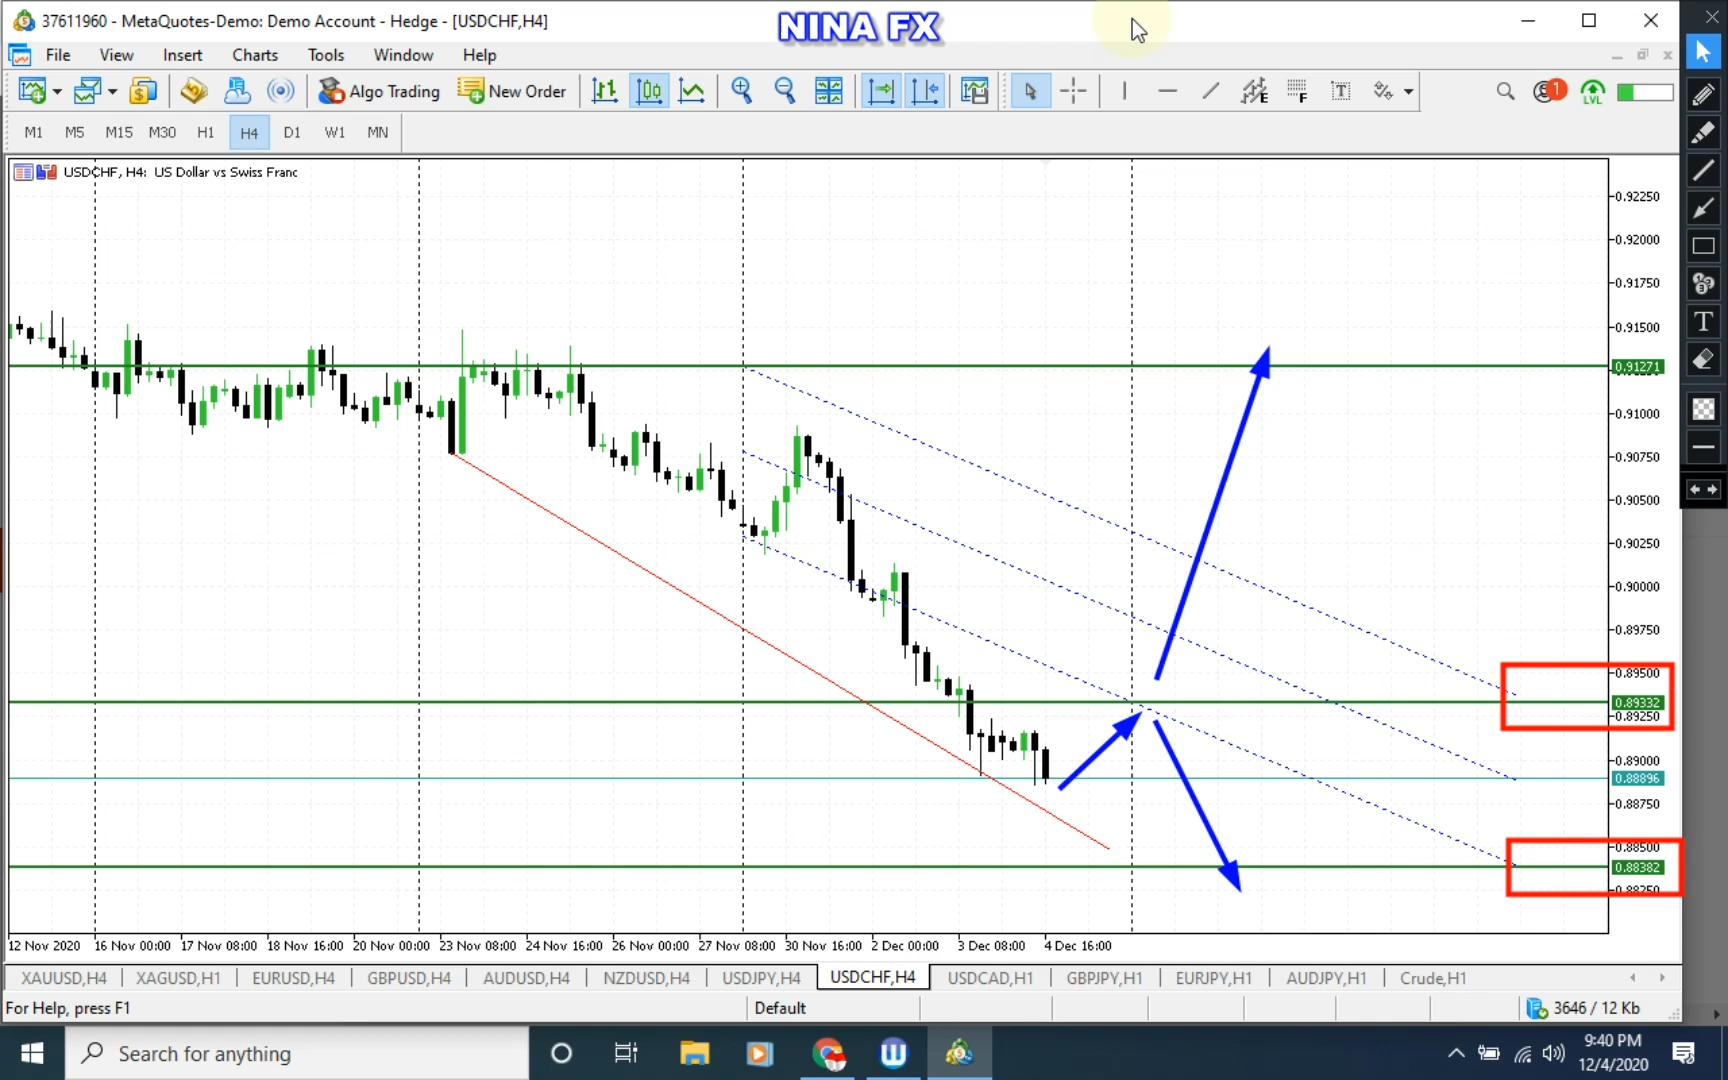 37611960 - MetaQuotes-Demo: Demo Account - Hedge - [USDCHF,H4]
NINA FX
File View Insert Charts Tools Window Help
Algo Trading New Order E F T 1 LVL
M1 M5 M15 M30 H1 H4 D1 W1 MN
USDCHF, H4: US Dollar vs Swiss Franc
0.92250
0.92000
0.91750
0.91500
0.91271
0.91000
0.90750
0.90500
0.90250
0.90000
0.89750
0.89500
0.89332
0.89250
0.89000
0.88896
0.88750
0.88500
0.88382
0.88250
12 Nov 2020 16 Nov 00:00 17 Nov 08:00 18 Nov 16:00 20 Nov 00:00 23 Nov 08:00 24 Nov 16:00 26 Nov 00:00 27 Nov 08:00 30 Nov 16:00 2 Dec 00:00 3 Dec 08:00 4 Dec 16:00
XAUUSD,H4 XAGUSD,H1 EURUSD,H4 GBPUSD,H4 AUDUSD,H4 NZDUSD,H4 USDJPY,H4 USDCHF,H4 USDCAD,H1 GBPJPY,H1 EURJPY,H1 AUDJPY,H1 Crude,H1
For Help, press F1 Default 3646 / 12 Kb
Search for anything
9:40 PM
12/4/2020